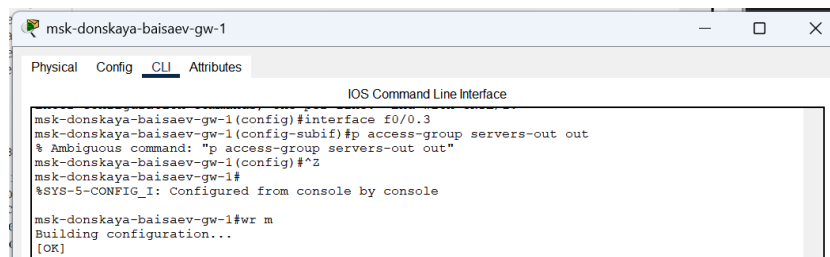 msk-donskaya-baisaev-gw-1
Physical Config CLI Attributes
IOS Command Line Interface
msk-donskaya-baisaev-gw-1(config)#interface f0/0.3
msk-donskaya-baisaev-gw-1(config-subif)#p access-group servers-out out
% Ambiguous command: "p access-group servers-out out"
msk-donskaya-baisaev-gw-1(config)#^Z
msk-donskaya-baisaev-gw-1#
%SYS-5-CONFIG_I: Configured from console by console
msk-donskaya-baisaev-gw-1#wr m
Building configuration...
[OK]